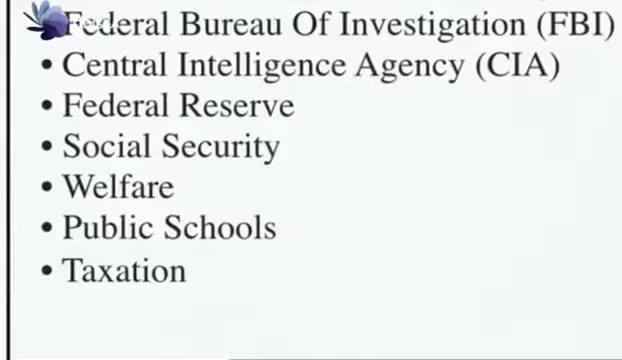 Federal Bureau Of Investigation (FBI)
• Central Intelligence Agency (CIA)
• Federal Reserve
• Social Security
• Welfare
• Public Schools
• Taxation